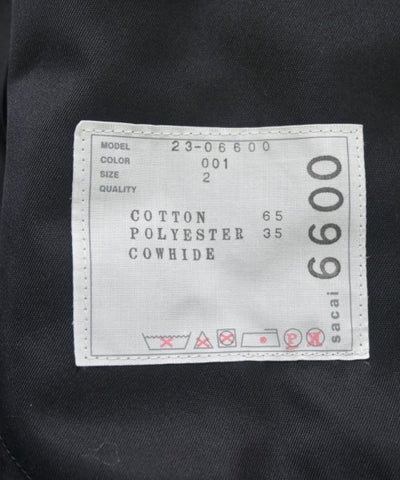 MODEL 23-06600
COLOR 001
SIZE 2
QUALITY
COTTON 65
POLYESTER 35
COWHIDE
sacai 6600
P W